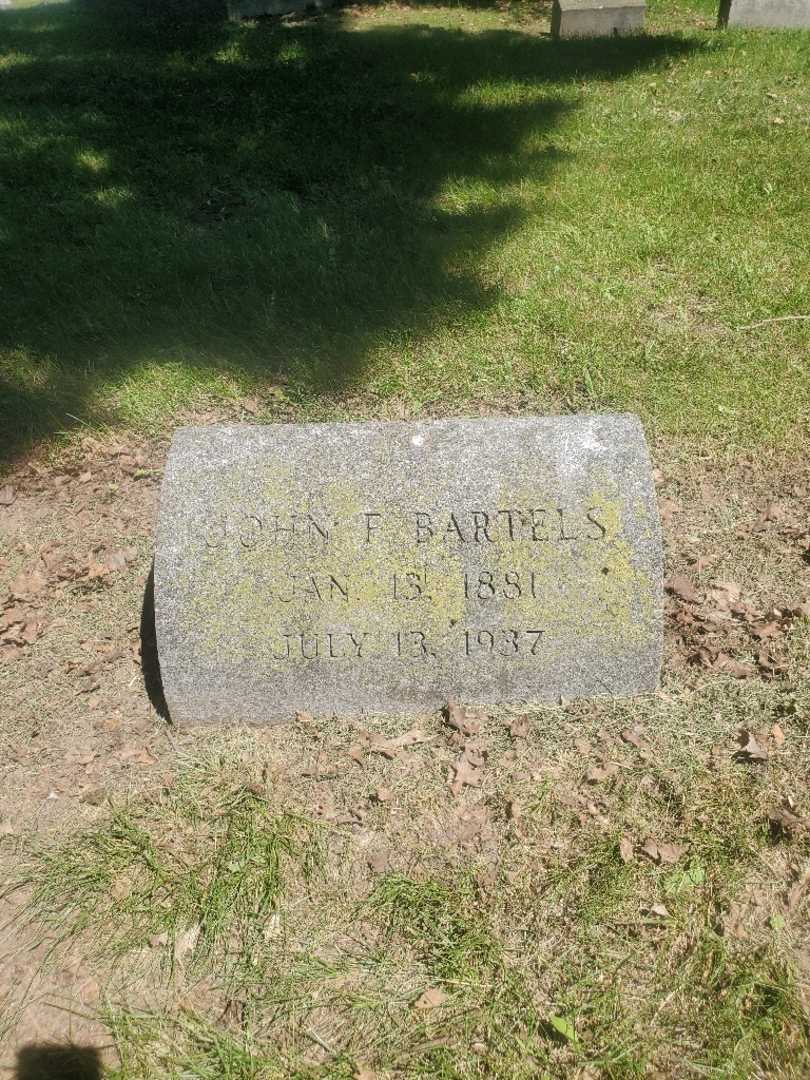 JOHN F. BARTELS
JAN. 13, 1881
JULY 13, 1937